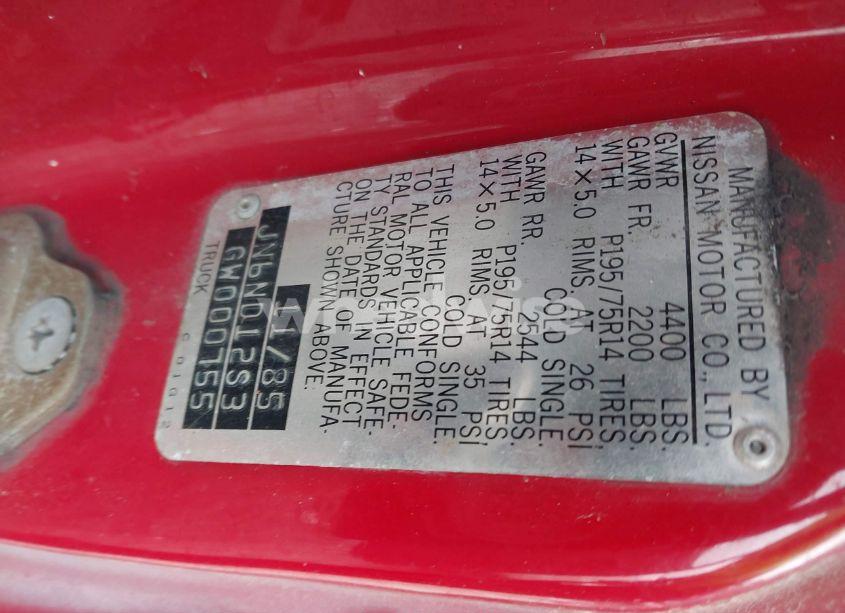 MANUFACTURED BY
NISSAN MOTOR CO., LTD.
GVWR 4400 LBS.
GAWR FR. 2200 LBS.
WITH P195/75R14 TIRES,
14×5.0 RIMS, AT 26 PSI,
COLD SINGLE.
GAWR RR. 2544 LBS.
WITH P195/75R14 TIRES,
14×5.0 RIMS AT 35 PSI,
COLD SINGLE
THIS VEHICLE CONFORMS
TO ALL APPLICABLE FEDE-
RAL MOTOR VEHICLE SAFE-
TY STANDARDS IN EFFECT
ON THE DATE OF MANUFA-
CTURE SHOWN ABOVE:
JN6ND12S3
GW000155
TRUCK